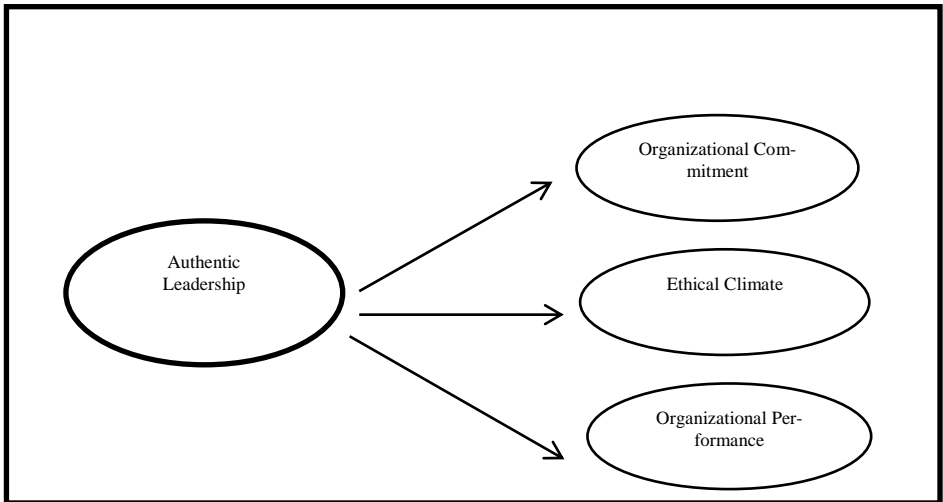 Organizational Com-
mitment
Authentic
Leadership
Ethical Climate
Organizational Per-
formance